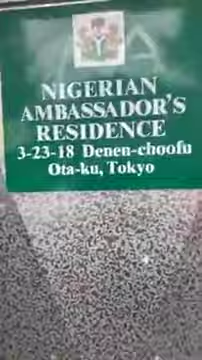 NIGERIAN
AMBASSADOR'S
RESIDENCE
3-23-18 Denen-choofu
Ota-ku, Tokyo